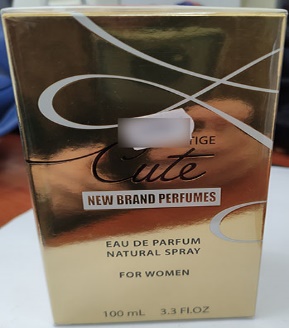 Cute
NEW BRAND PERFUMES
EAU DE PARFUM
NATURAL SPRAY
FOR WOMEN
100 mL 3.3 Fl.OZ